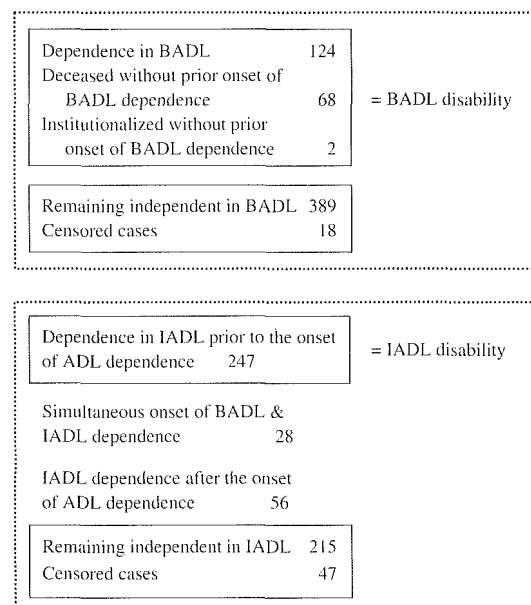 Dependence in BADL 124
Deceased without prior onset of
BADL dependence 68
= BADL disability
Institutionalized without prior
onset of BADL dependence 2
Remaining independent in BADL 389
Censored cases 18
Dependence in IADL prior to the onset
of ADL dependence 247
= IADL disability
Simultaneous onset of BADL &
IADL dependence 28
IADL dependence after the onset
of ADL dependence 56
Remaining independent in IADL 215
Censored cases 47